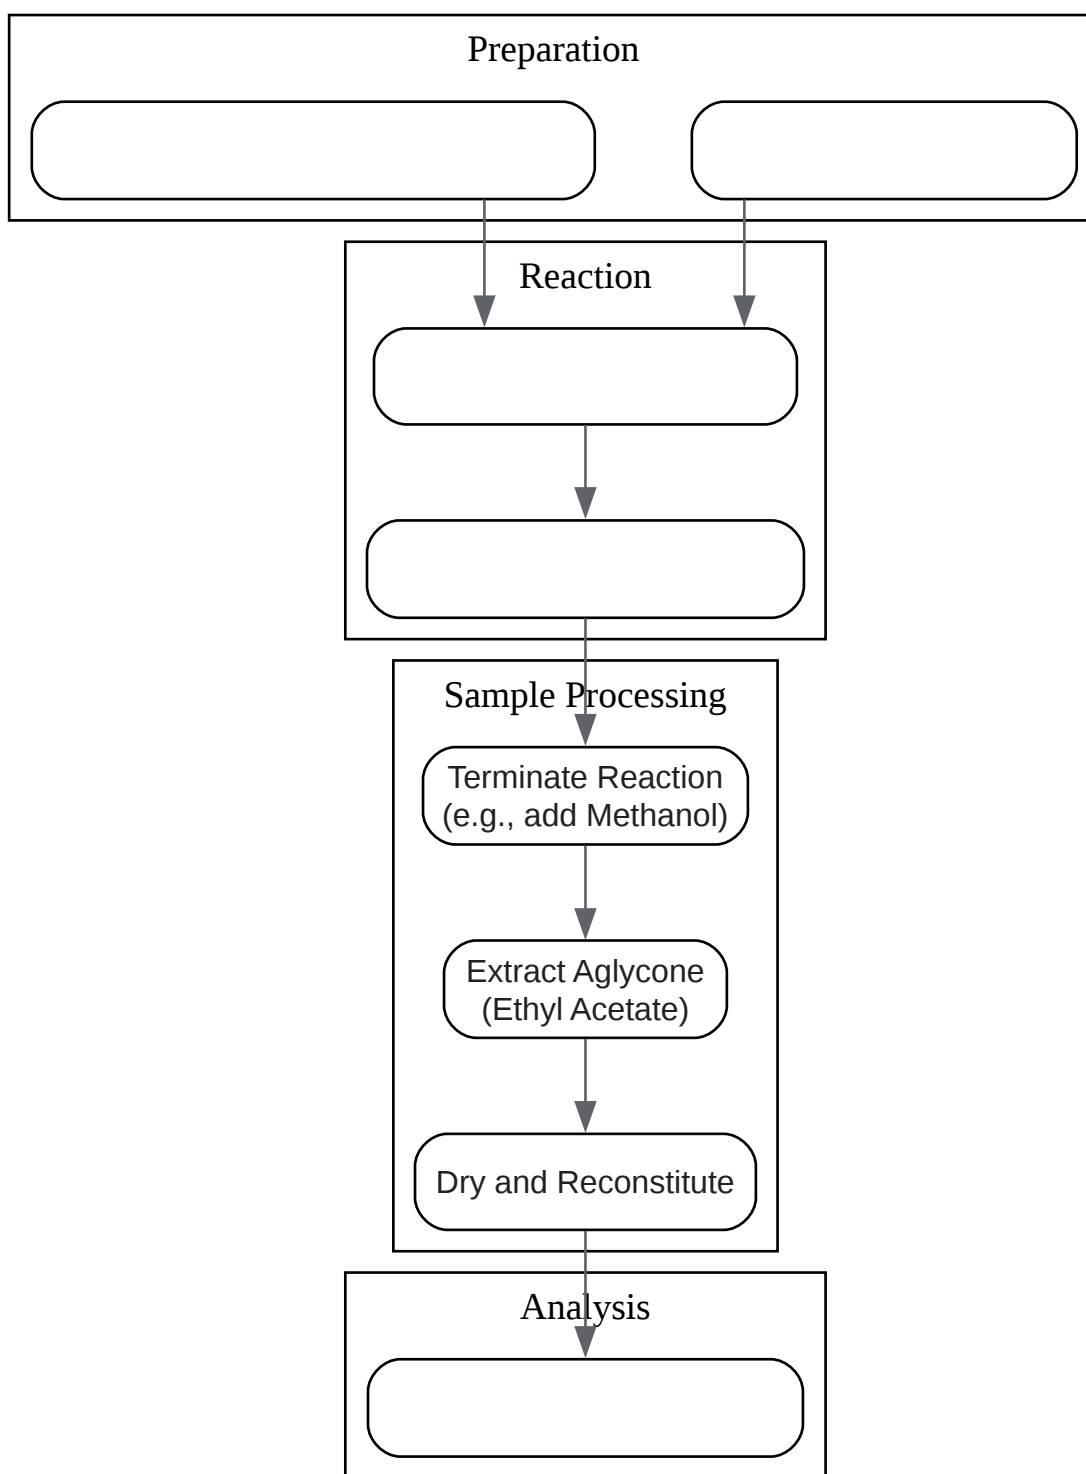 Preparation
Reaction
Sample Processing
Terminate Reaction
(e.g., add Methanol)
Extract Aglycone
(Ethyl Acetate)
Dry and Reconstitute
Analysis